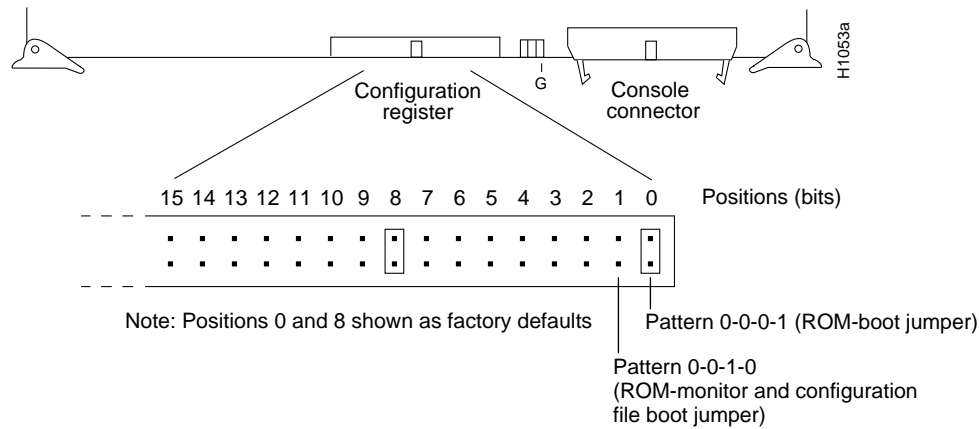 H1053a
G
Configuration
register
Console
connector
15 14 13 12 11 10 9 8 7 6 5 4 3 2 1 0 Positions (bits)
Note: Positions 0 and 8 shown as factory defaults
Pattern 0-0-0-1 (ROM-boot jumper)
Pattern 0-0-1-0
(ROM-monitor and configuration
file boot jumper)